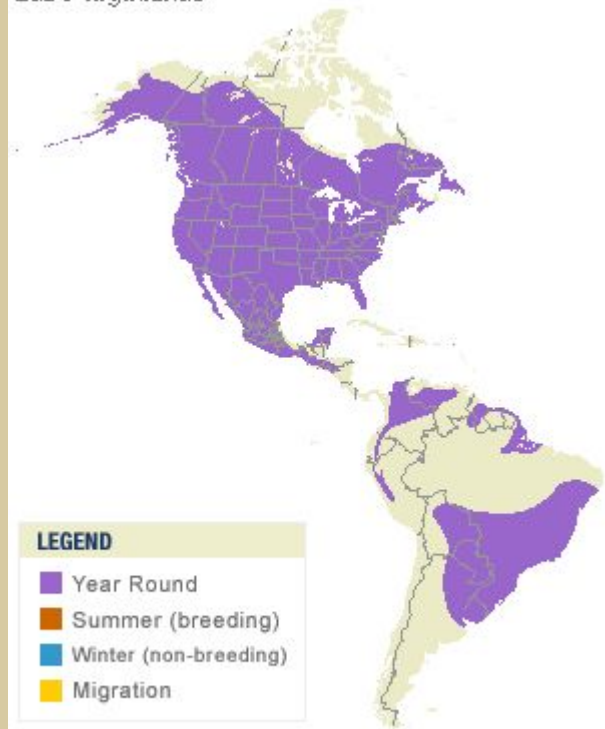 LEGEND
Year Round
Summer (breeding)
Winter (non-breeding)
Migration